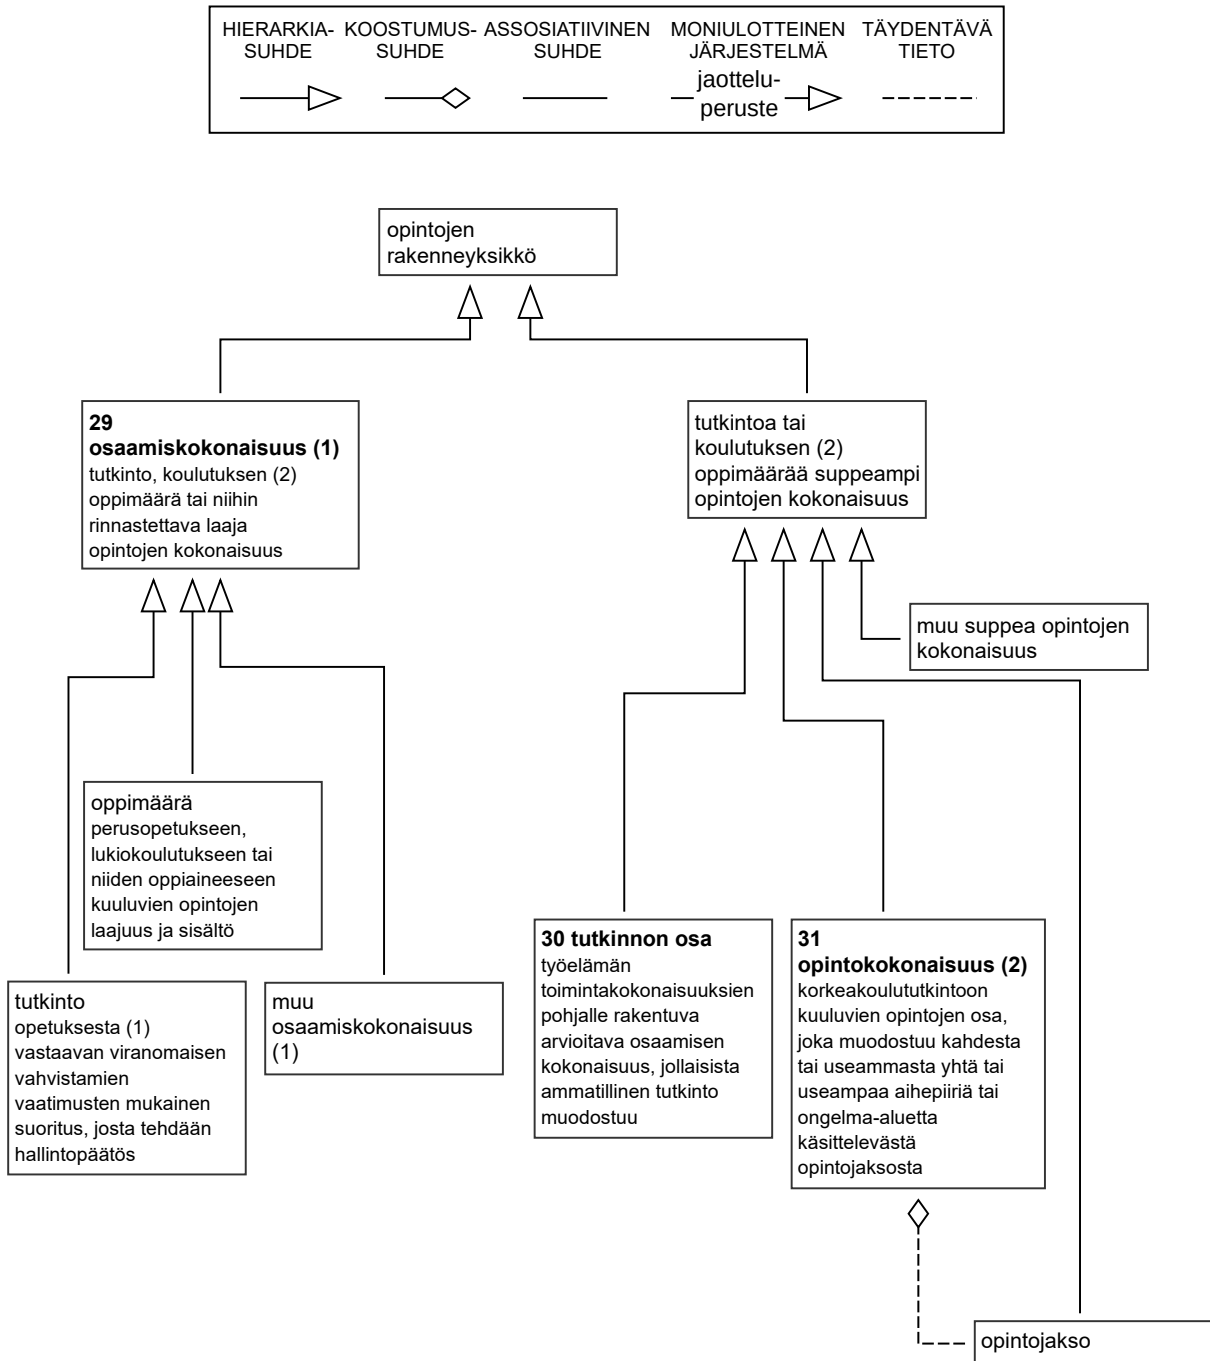 HIERARKIA-
SUHDE
KOOSTUMUS-
SUHDE
ASSOSIATIIVINEN
SUHDE
MONIULOTTEINEN
JÄRJESTELMÄ
jaottelu-
peruste
TÄYDENTÄVÄ
TIETO
opintojen
rakenneyksikkö
29
osaamiskokonaisuus (1)
tutkinto, koulutuksen (2)
oppimäärä tai niihin
rinnastettava laaja
opintojen kokonaisuus
tutkintoa tai
koulutuksen (2)
oppimäärää suppeampi
opintojen kokonaisuus
muu suppea opintojen
kokonaisuus
oppimäärä
perusopetukseen,
lukiokoulutukseen tai
niiden oppiaineeseen
kuuluvien opintojen
laajuus ja sisältö
tutkinto
opetuksesta (1)
vastaavan viranomaisen
vahvistamien
vaatimusten mukainen
suoritus, josta tehdään
hallintopäätös
muu
osaamiskokonaisuus
(1)
30 tutkinnon osa
työelämän
toimintakokonaisuuksien
pohjalle rakentuva
arvioitava osaamisen
kokonaisuus, jollaisista
ammatillinen tutkinto
muodostuu
31
opintokokonaisuus (2)
korkeakoulututkintoon
kuuluvien opintojen osa,
joka muodostuu kahdesta
tai useammasta yhtä tai
useampaa aihepiiriä tai
ongelma-aluetta
käsittelevästä
opintojaksosta
opintojakso